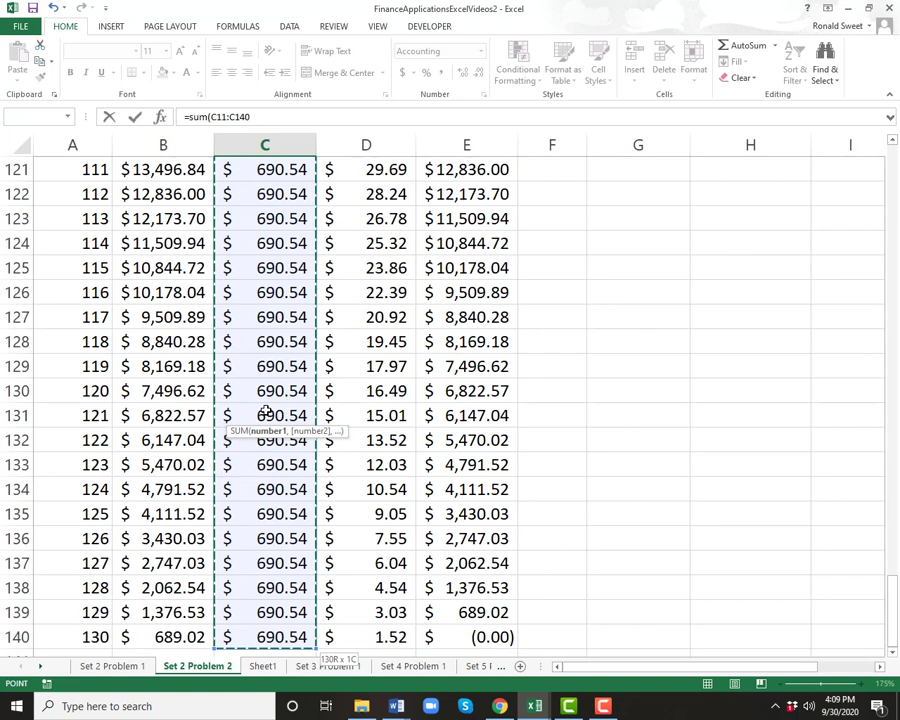 FinanceApplicationsExcelVideos2 - Excel
FILE HOME INSERT PAGE LAYOUT FORMULAS DATA REVIEW VIEW DEVELOPER Ronald Sweet
Paste 11 Wrap Text Accounting Conditional Formatting Format as Table Cell Styles Insert Delete Format AutoSum Sort & Filter Find & Select
B I U Merge & Center $ % Fill Clear
Clipboard Font Alignment Number Styles Cells Editing
=sum(C11:C140
A B C D E F G H I
121 111 $13,496.84 $ 690.54 $ 29.69 $12,836.00
122 112 $12,836.00 $ 690.54 $ 28.24 $12,173.70
123 113 $12,173.70 $ 690.54 $ 26.78 $11,509.94
124 114 $11,509.94 $ 690.54 $ 25.32 $10,844.72
125 115 $10,844.72 $ 690.54 $ 23.86 $10,178.04
126 116 $10,178.04 $ 690.54 $ 22.39 $ 9,509.89
127 117 $ 9,509.89 $ 690.54 $ 20.92 $ 8,840.28
128 118 $ 8,840.28 $ 690.54 $ 19.45 $ 8,169.18
129 119 $ 8,169.18 $ 690.54 $ 17.97 $ 7,496.62
130 120 $ 7,496.62 $ 690.54 $ 16.49 $ 6,822.57
131 121 $ 6,822.57 $ 690.54 $ 15.01 $ 6,147.04
SUM(number1, [number2], ...)
132 122 $ 6,147.04 $ 690.54 $ 13.52 $ 5,470.02
133 123 $ 5,470.02 $ 690.54 $ 12.03 $ 4,791.52
134 124 $ 4,791.52 $ 690.54 $ 10.54 $ 4,111.52
135 125 $ 4,111.52 $ 690.54 $ 9.05 $ 3,430.03
136 126 $ 3,430.03 $ 690.54 $ 7.55 $ 2,747.03
137 127 $ 2,747.03 $ 690.54 $ 6.04 $ 2,062.54
138 128 $ 2,062.54 $ 690.54 $ 4.54 $ 1,376.53
139 129 $ 1,376.53 $ 690.54 $ 3.03 $ 689.02
140 130 $ 689.02 $ 690.54 $ 1.52 $ (0.00)
130R x 1C
Set 2 Problem 1 Set 2 Problem 2 Sheet1 Set 3 Problem 1 Set 4 Problem 1 Set 5 F ...
POINT 175%
Type here to search 4:09 PM
9/30/2020